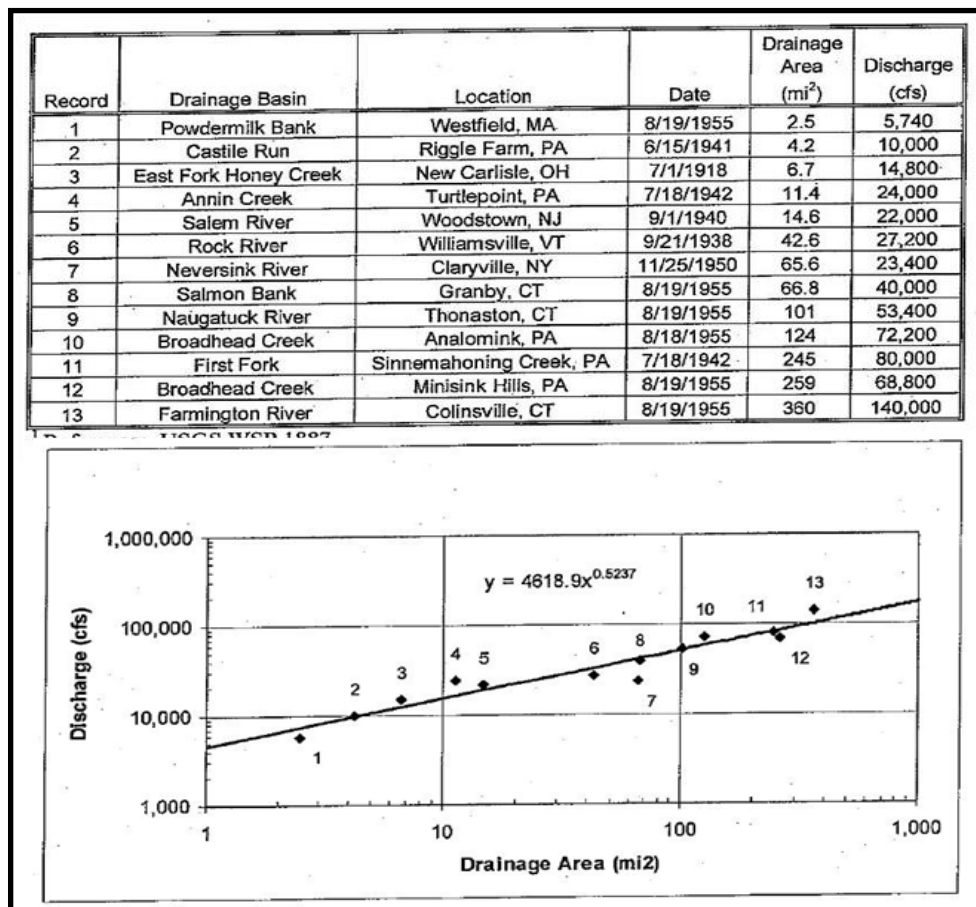 Record Drainage Basin Location Date Drainage Area (mi²) Discharge (cfs)
1 Powdermilk Bank Westfield, MA 8/19/1955 2.5 5,740
2 Castile Run Riggle Farm, PA 6/15/1941 4.2 10,000
3 East Fork Honey Creek New Carlisle, OH 7/1/1918 6.7 14,800
4 Annin Creek Turtlepoint, PA 7/18/1942 11.4 24,000
5 Salem River Woodstown, NJ 9/1/1940 14.6 22,000
6 Rock River Williamsville, VT 9/21/1938 42.6 27,200
7 Neversink River Claryville, NY 11/25/1950 65.6 23,400
8 Salmon Bank Granby, CT 8/19/1955 66.8 40,000
9 Naugatuck River Thonaston, CT 8/19/1955 101 53,400
10 Broadhead Creek Analomink, PA 8/18/1955 124 72,200
11 First Fork Sinnemahoning Creek, PA 7/18/1942 245 80,000
12 Broadhead Creek Minisink Hills, PA 8/19/1955 259 68,800
13 Farmington River Colinsville, CT 8/19/1955 360 140,000
USGS WSP 1887
1,000,000
y = 4618.9x^0.5237
13
100,000
10 11
4 5 6 8
2 3
9 12
7
10,000
1
1,000
1 10 100 1,000
Discharge (cfs)
Drainage Area (mi2)